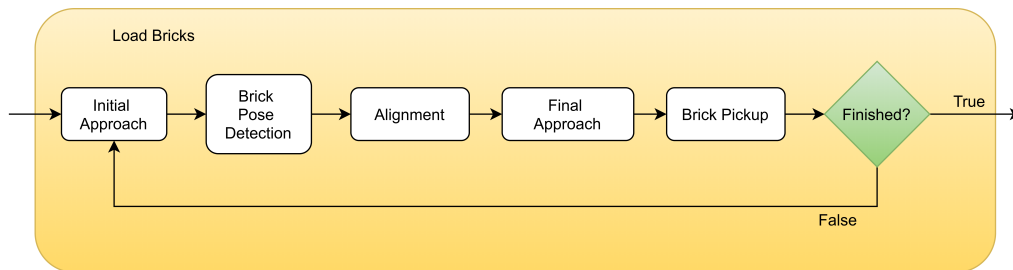 Load Bricks
Initial
Approach
Brick
Pose
Detection
Alignment
Final
Approach
Brick Pickup
Finished?
True
False